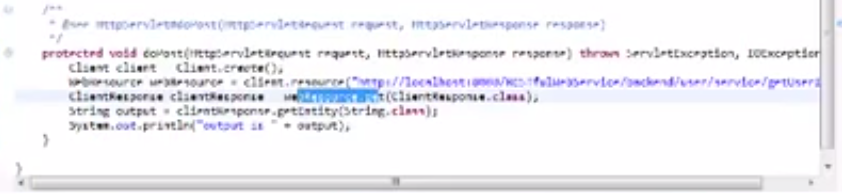 /**
* @see HttpServlet#doPost(HttpServletRequest request, HttpServletResponse response)
*/
protected void doPost(HttpServletRequest request, HttpServletResponse response) throws ServletException, IOException
Client client = Client.create();
WebResource webResource = client.resource("http://localhost:8080/RESTfulWebService/backend/user/service/getUser
ClientResponse clientResponse = webResource.get(ClientResponse.class);
String output = clientResponse.getEntity(String.class);
System.out.println("output is " + output);
}
}